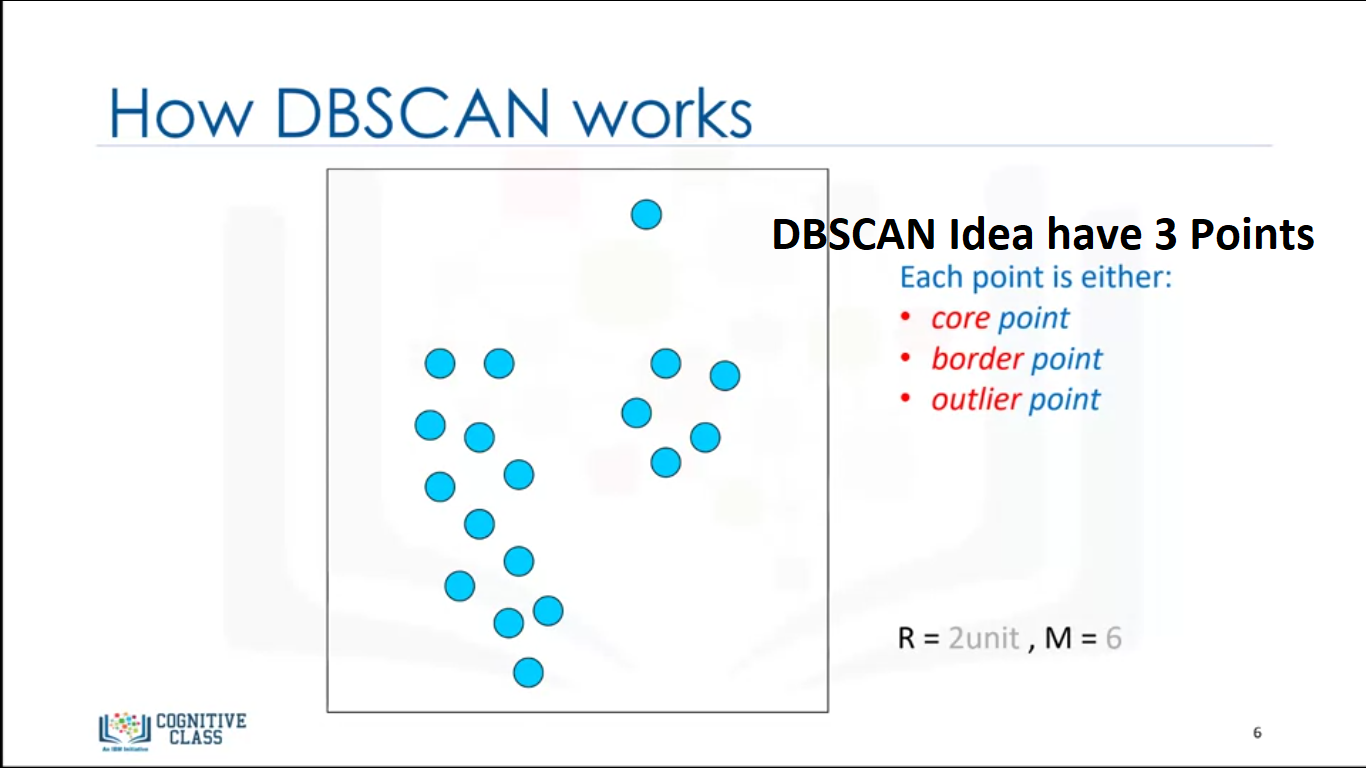 How DBSCAN works
DBSCAN Idea have 3 Points
Each point is either:
• core point
• border point
• outlier point
R = 2unit , M = 6
COGNITIVE
CLASS
An IBM Initiative
6